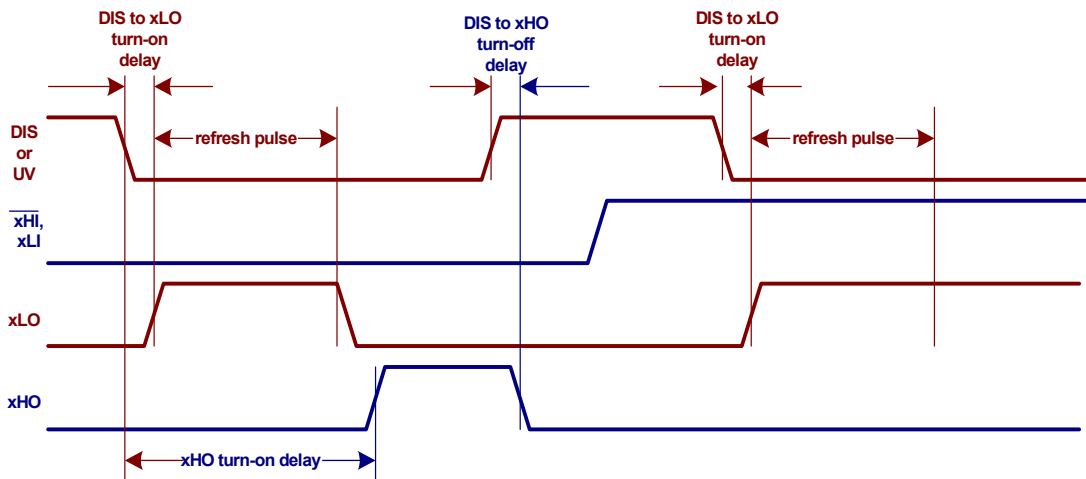 DIS to xLO
turn-on
delay
DIS to xHO
turn-off
delay
DIS to xLO
turn-on
delay
DIS
or
UV
refresh pulse
refresh pulse
xHI,
xLI
xLO
xHO
xHO turn-on delay